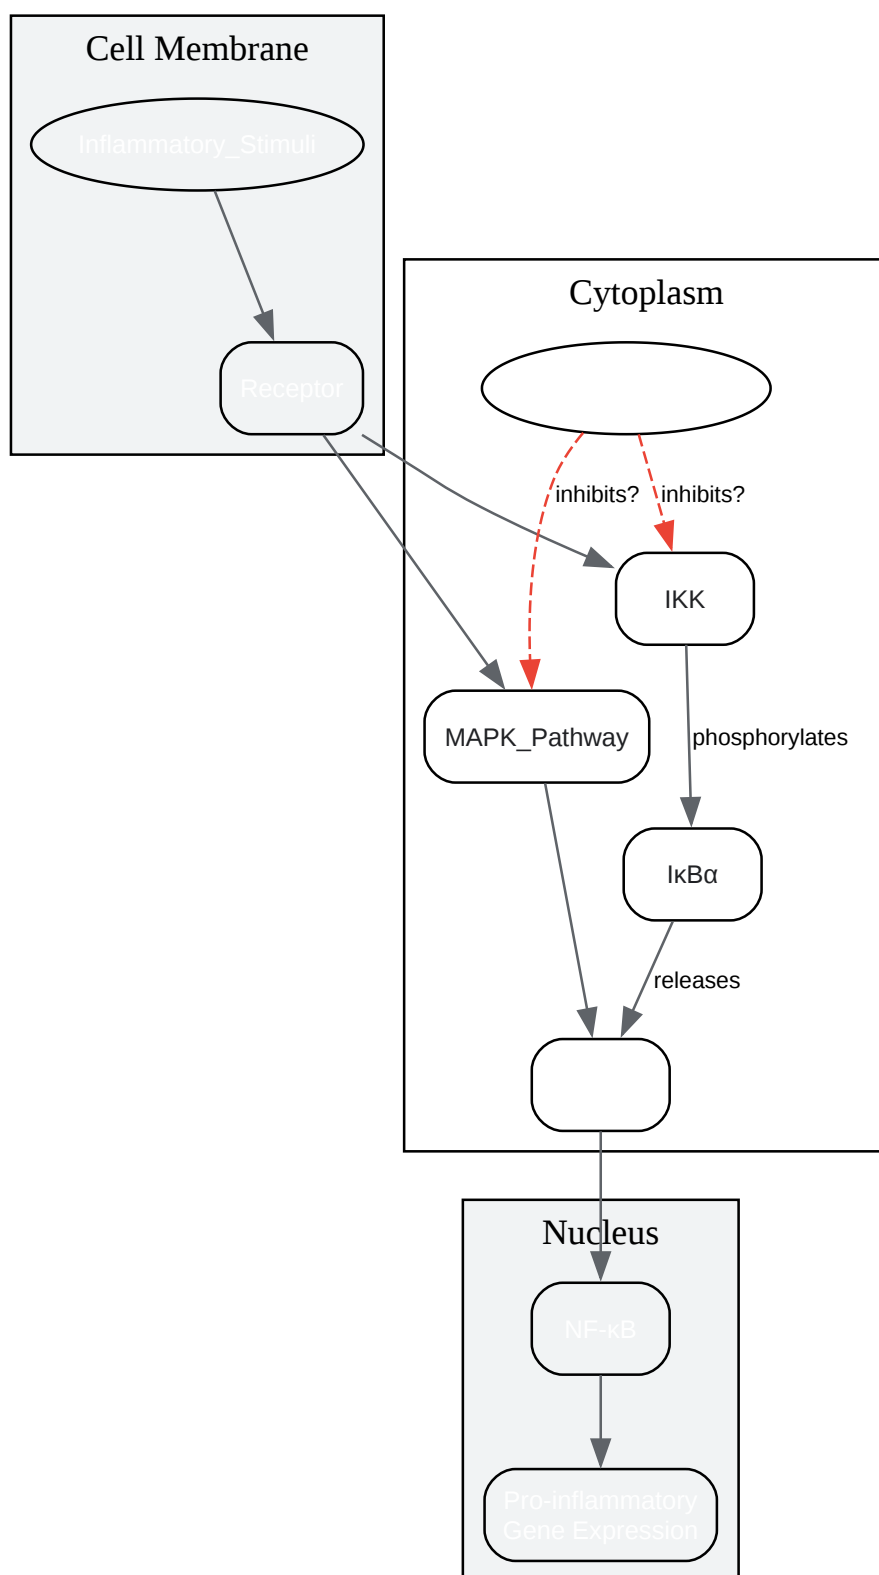 Cell Membrane
Inflammatory_Stimuli
Receptor
Cytoplasm
inhibits?
inhibits?
IKK
MAPK_Pathway
phosphorylates
IκBα
releases
Nucleus
NF-κB
Pro-inflammatory
Gene Expression